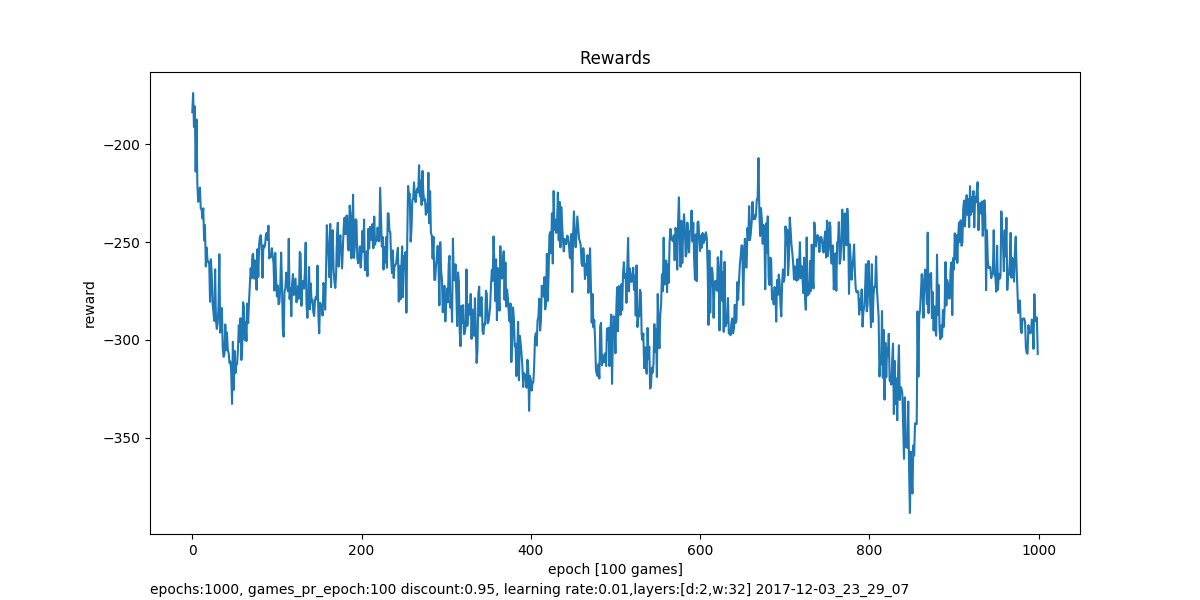 Rewards
−200
−250
−300
−350
reward
0 200 400 600 800 1000
epoch [100 games]
epochs:1000, games_pr_epoch:100 discount:0.95, learning rate:0.01,layers:[d:2,w:32] 2017-12-03_23_29_07